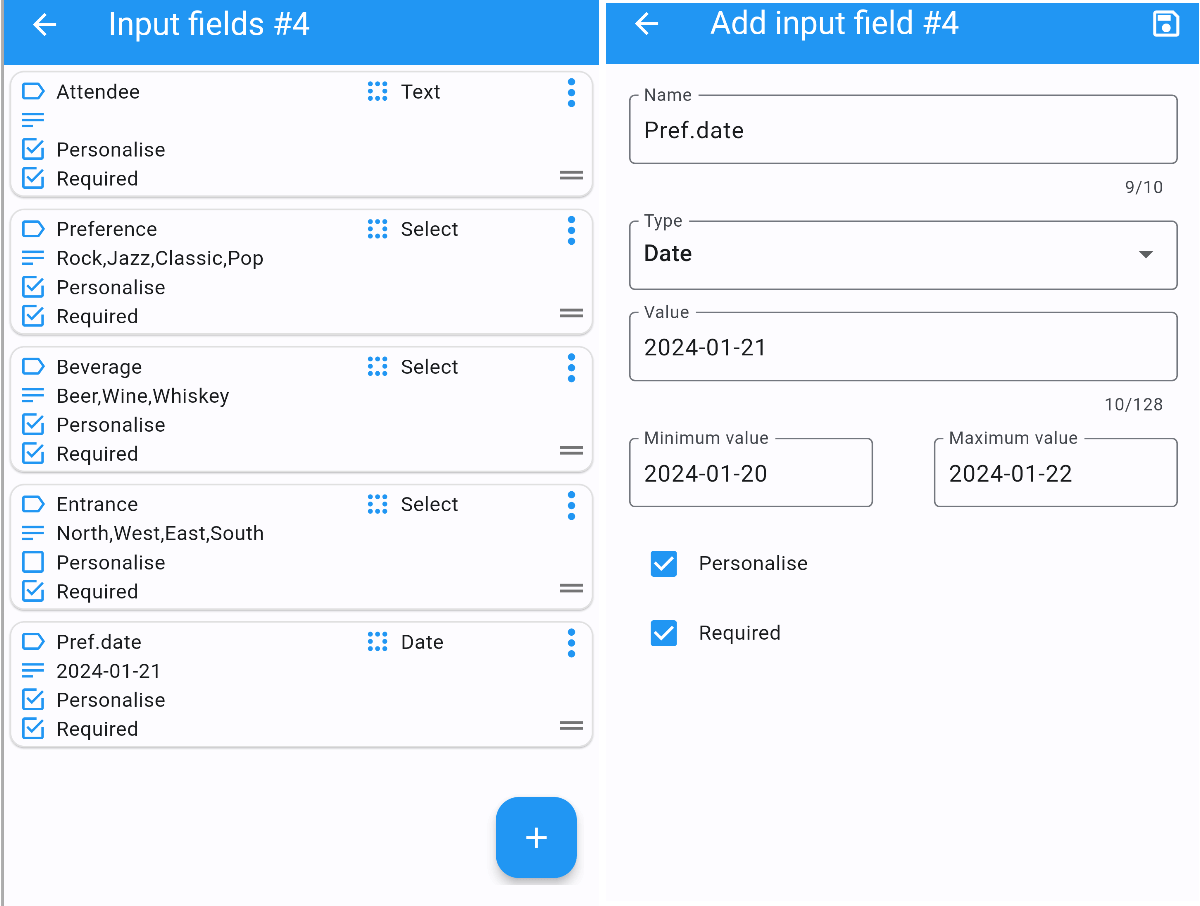 Input fields #4
Attendee Text
Personalise
Required
Preference Select
Rock,Jazz,Classic,Pop
Personalise
Required
Beverage Select
Beer,Wine,Whiskey
Personalise
Required
Entrance Select
North,West,East,South
Personalise
Required
Pref.date Date
2024-01-21
Personalise
Required
Add input field #4
Name
Pref.date
9/10
Type
Date
Value
2024-01-21
10/128
Minimum value Maximum value
2024-01-20 2024-01-22
Personalise
Required